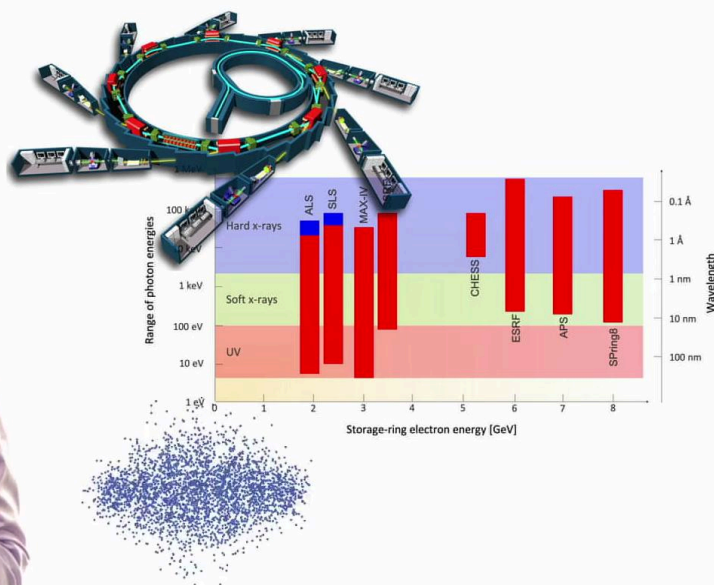 1 MeV
100 keV
Hard x-rays
1 keV
Soft x-rays
100 eV
UV
10 eV
1 eV
Range of photon energies
ALS
SLS
MAX-IV
CHESS
ESRF
APS
SPring8
0.1 Å
1 Å
1 nm
10 nm
100 nm
Wavelength
0 1 2 3 4 5 6 7 8
Storage-ring electron energy [GeV]